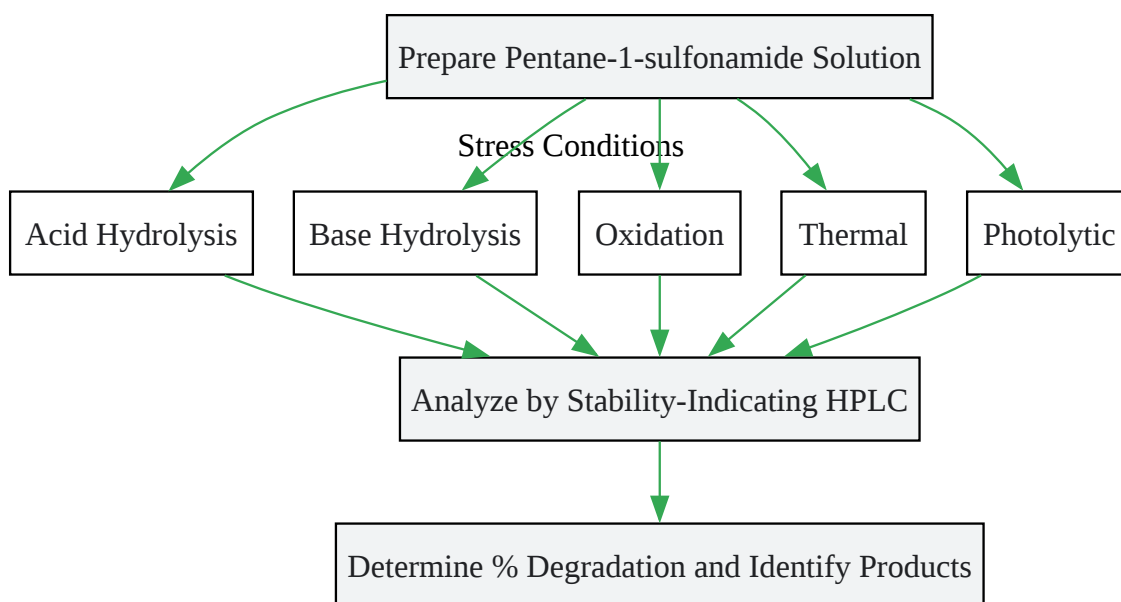 Prepare Pentane-1-sulfonamide Solution
Stress Conditions
Acid Hydrolysis
Base Hydrolysis
Oxidation
Thermal
Photolytic
Analyze by Stability-Indicating HPLC
Determine % Degradation and Identify Products